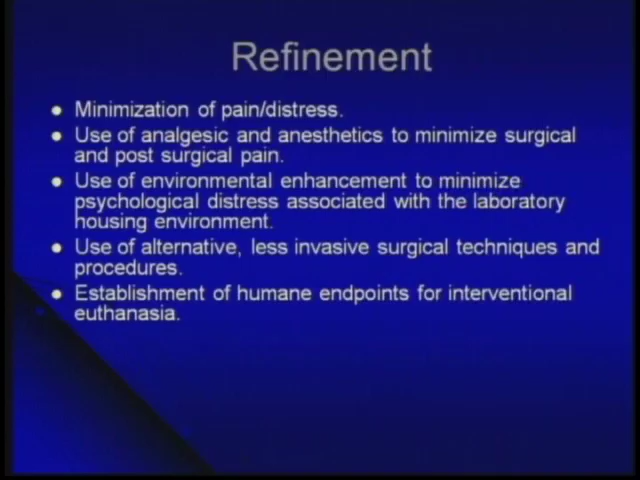 Refinement
• Minimization of pain/distress.
• Use of analgesic and anesthetics to minimize surgical
and post surgical pain.
• Use of environmental enhancement to minimize
psychological distress associated with the laboratory
housing environment.
• Use of alternative, less invasive surgical techniques and
procedures.
• Establishment of humane endpoints for interventional
euthanasia.